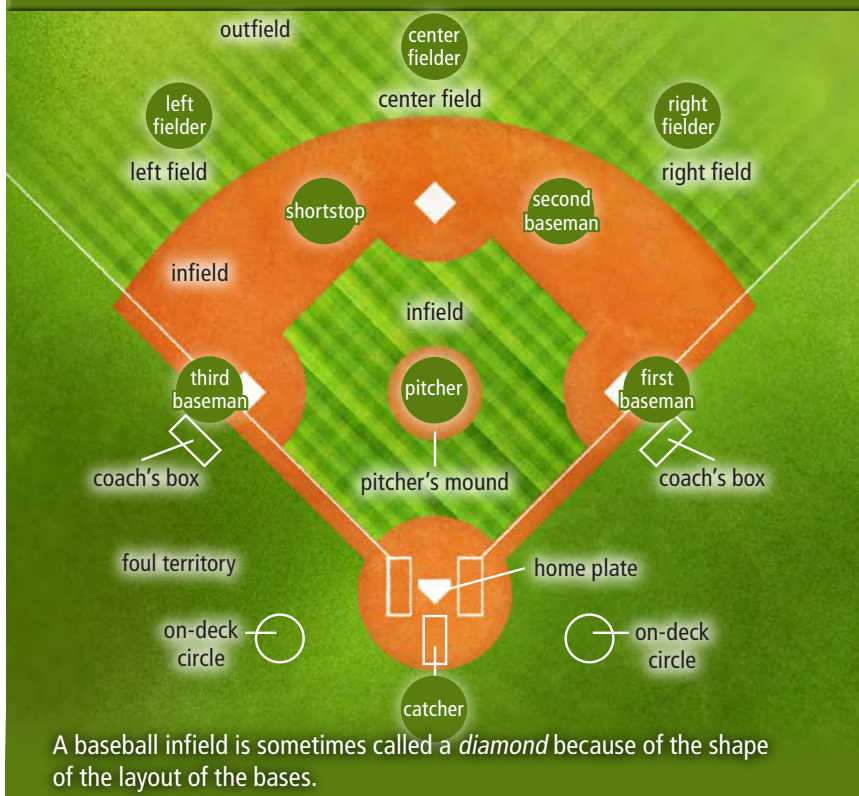 outfield
center
fielder
left
fielder
center field
right
fielder
left field
right field
shortstop
second
baseman
infield
infield
third
baseman
pitcher
first
baseman
coach's box
pitcher's mound
coach's box
foul territory
home plate
on-deck
circle
on-deck
circle
catcher
A baseball infield is sometimes called a diamond because of the shape
of the layout of the bases.